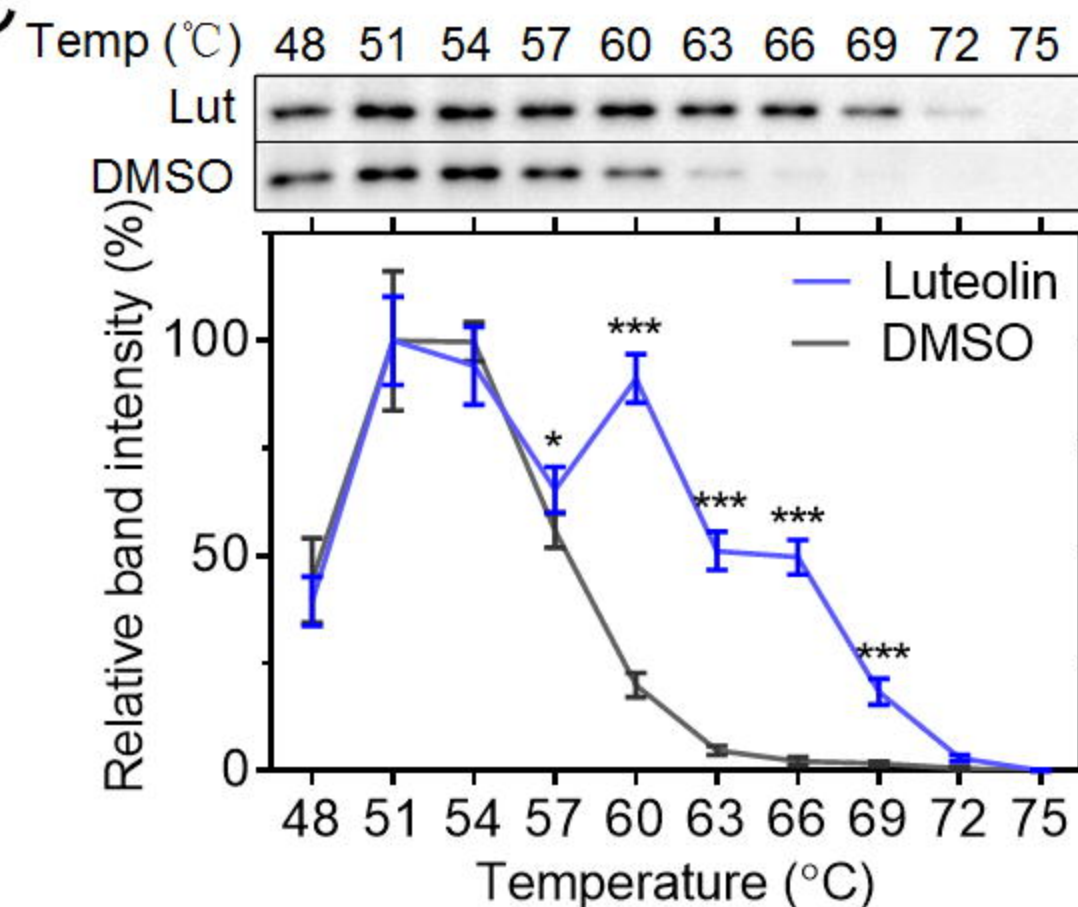 Temp (℃) 48 51 54 57 60 63 66 69 72 75
Lut
DMSO
Relative band intensity (%)
Luteolin
DMSO
100
50
0
***
*
***
***
***
48 51 54 57 60 63 66 69 72 75
Temperature (°C)